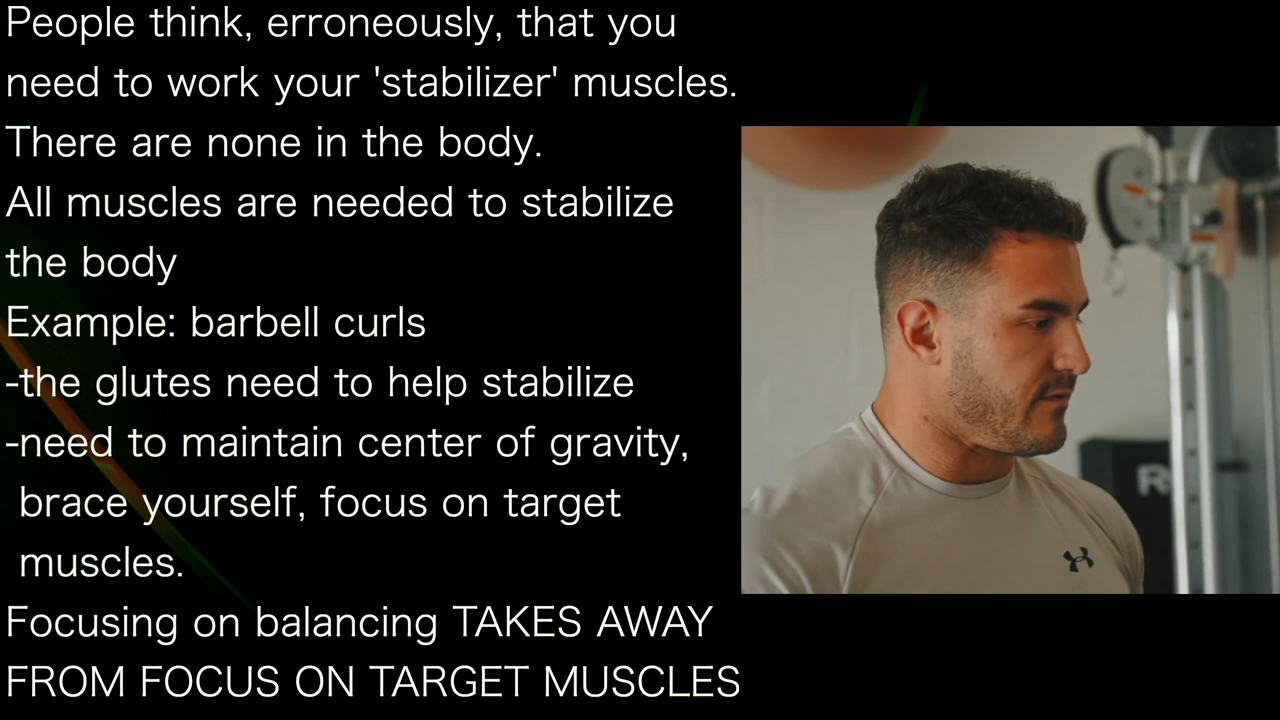 People think, erroneously, that you
need to work your 'stabilizer' muscles.
There are none in the body.
All muscles are needed to stabilize
the body
Example: barbell curls
-the glutes need to help stabilize
-need to maintain center of gravity,
brace yourself, focus on target
muscles.
Focusing on balancing TAKES AWAY
FROM FOCUS ON TARGET MUSCLES